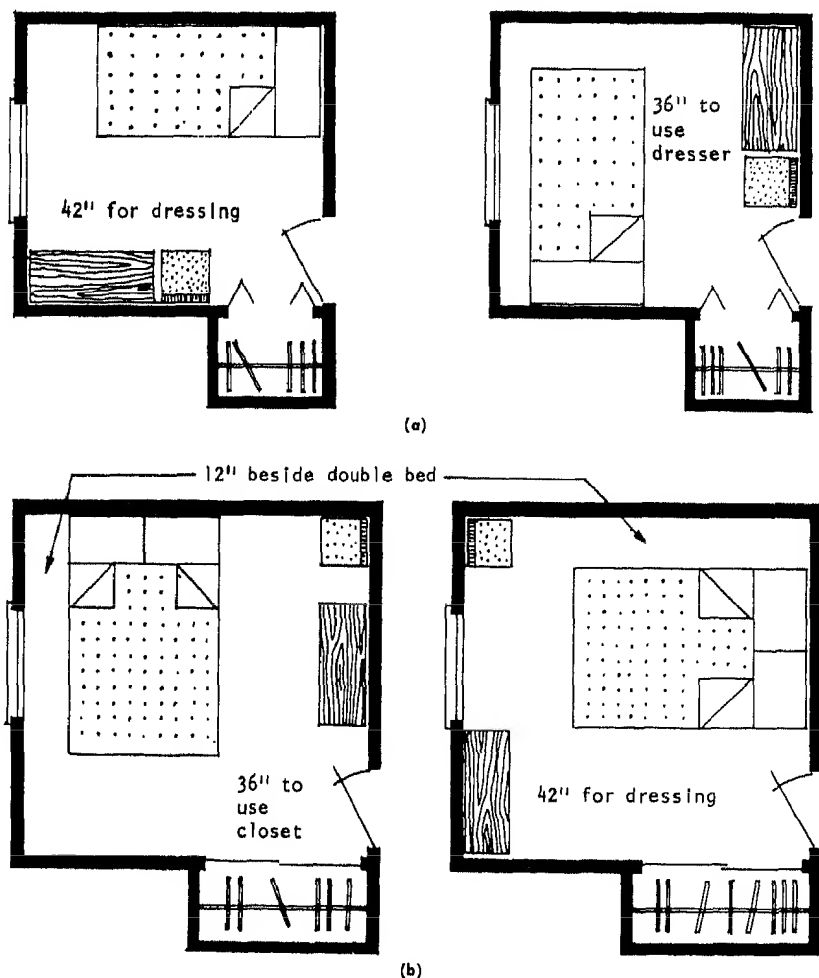 42" for dressing
36" to
use
dresser
(a)
12" beside double bed
36" to
use
closet
42" for dressing
(b)